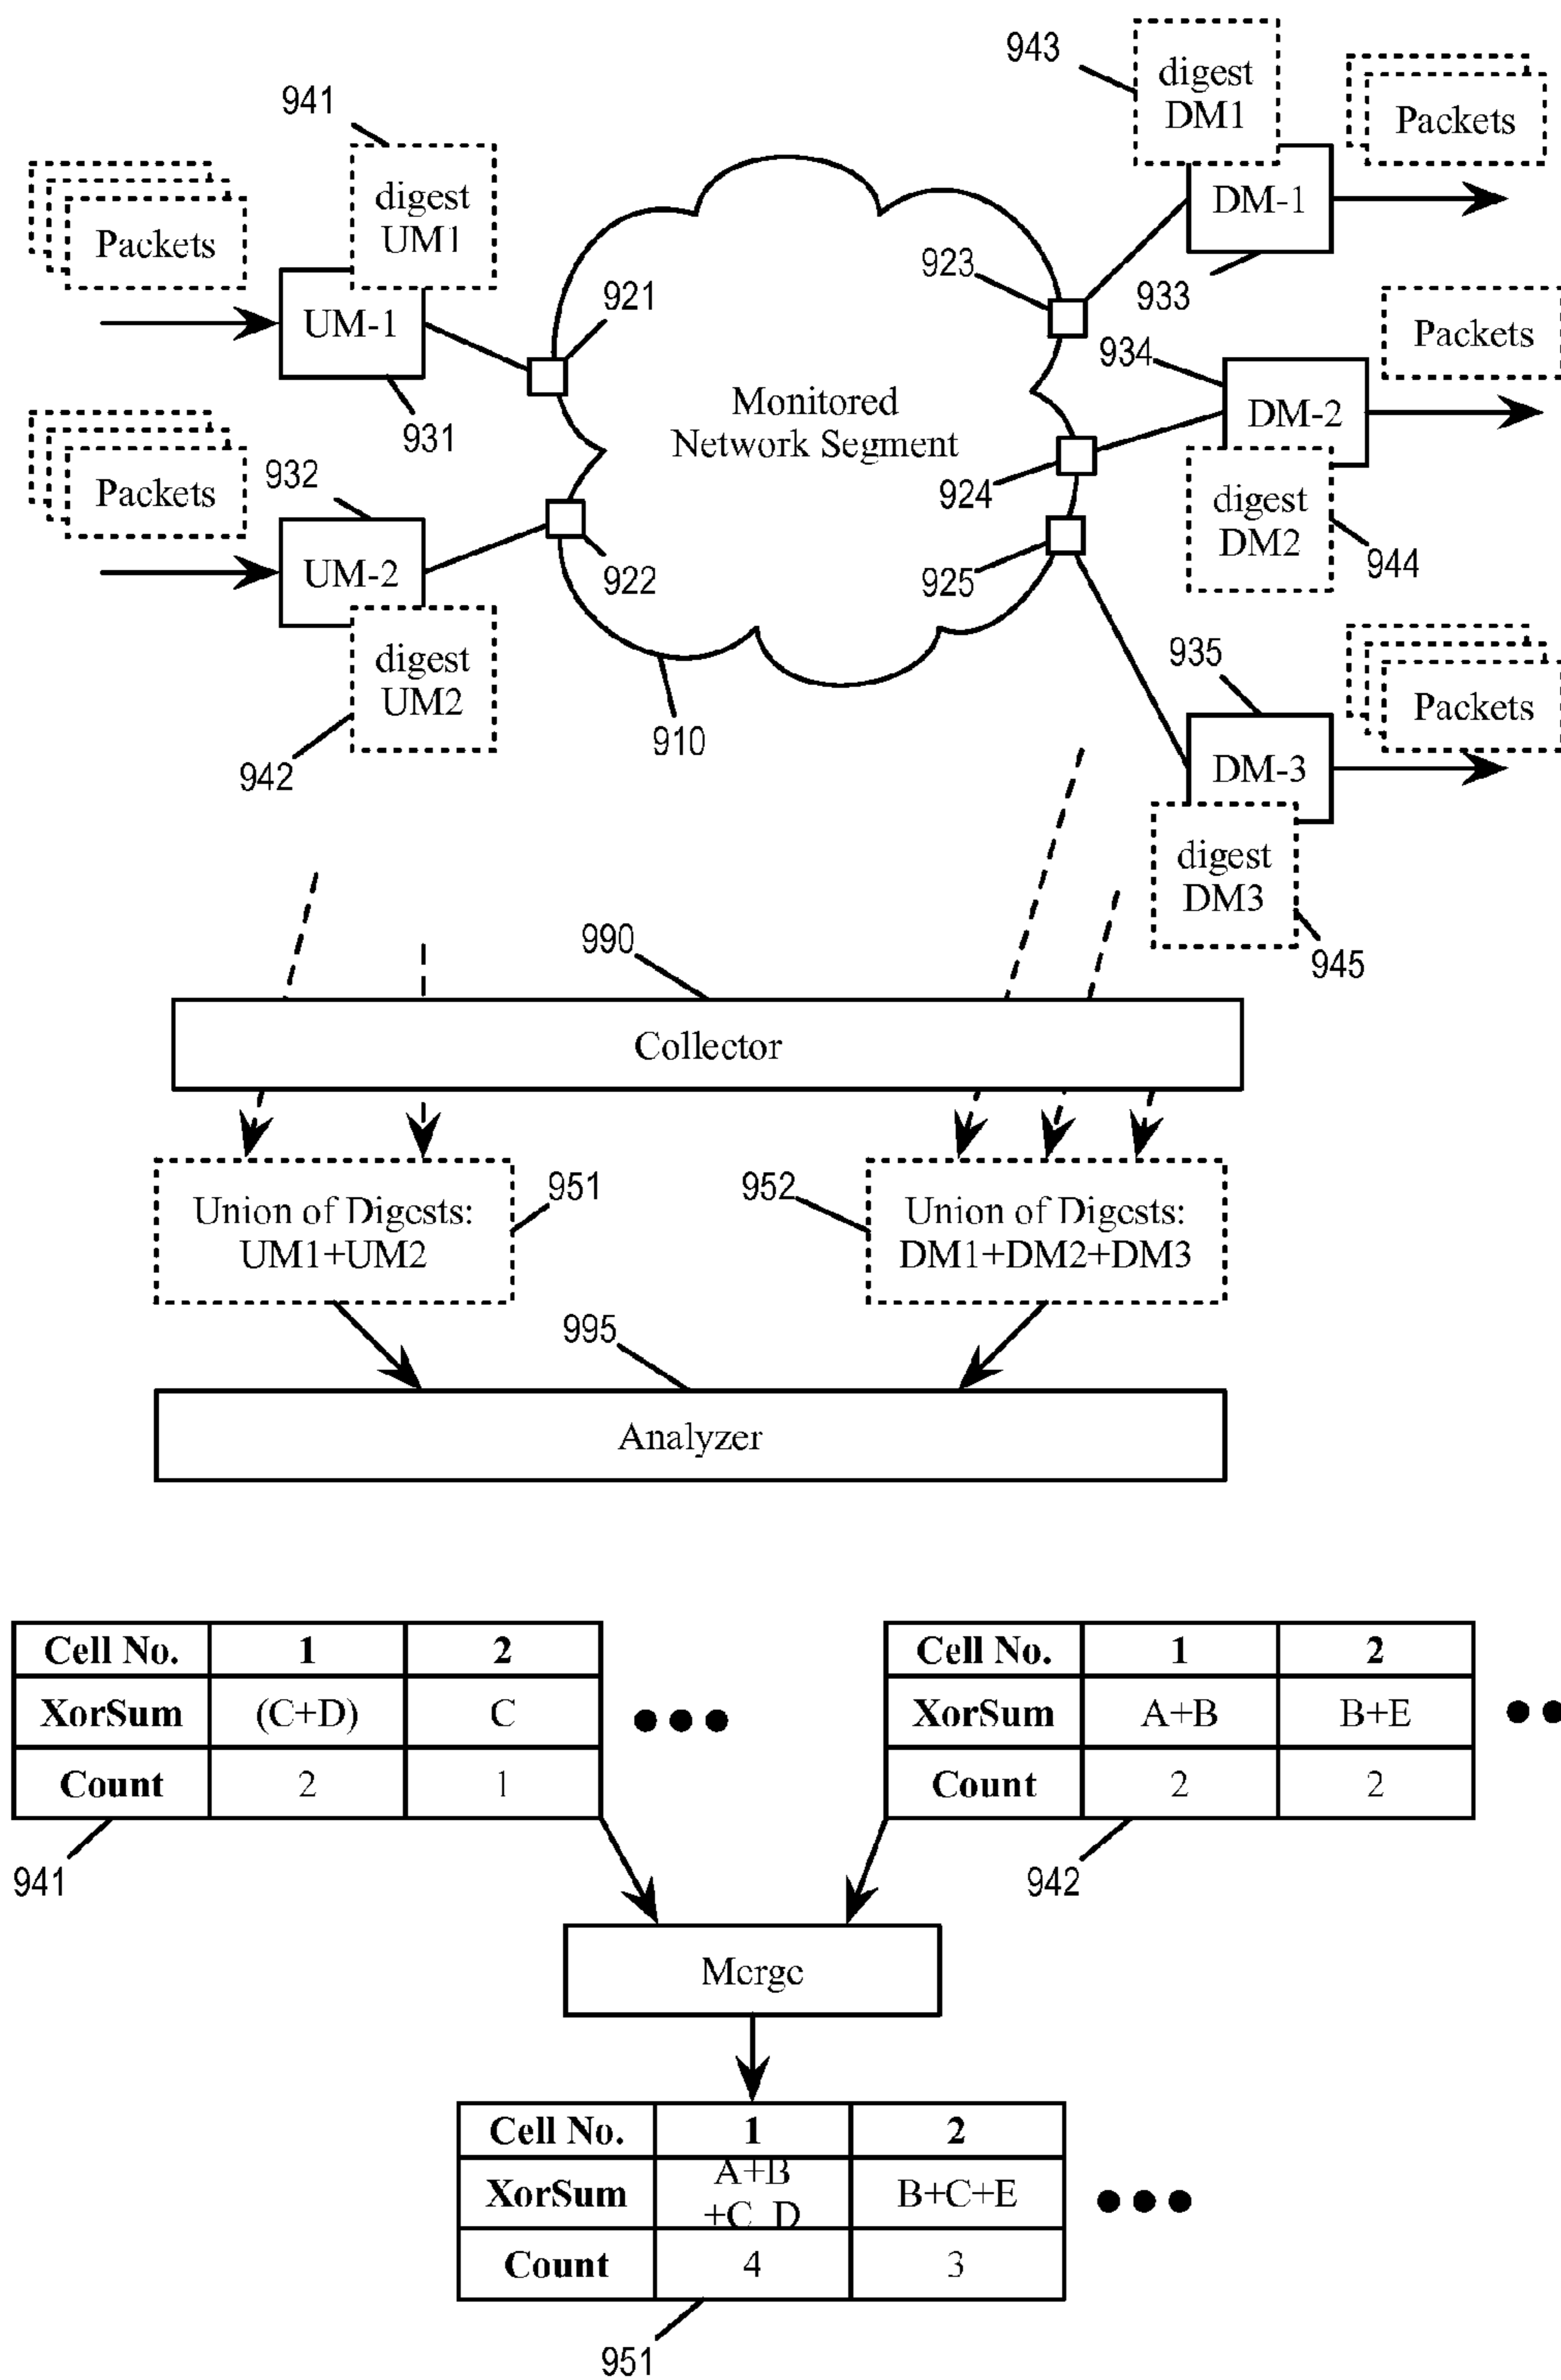 943
digest
DM1
Packets
941
digest
UM1
Packets
DM-1
923
933
UM-1
921
Packets
934
Monitored
Network Segment
DM-2
931
932
Packets
924
digest
DM2
944
UM-2
922
925
digest
UM2
935
Packets
910
942
DM-3
digest
DM3
990
945
Collector
Union of Digests:
UM1+UM2
951
952
Union of Digests:
DM1+DM2+DM3
995
Analyzer
Cell No. 1 2
XorSum (C+D) C
Count 2 1
941
Cell No. 1 2
XorSum A+B B+E
Count 2 2
942
Merge
Cell No. 1 2
XorSum A+B +C D B+C+E
Count 4 3
951